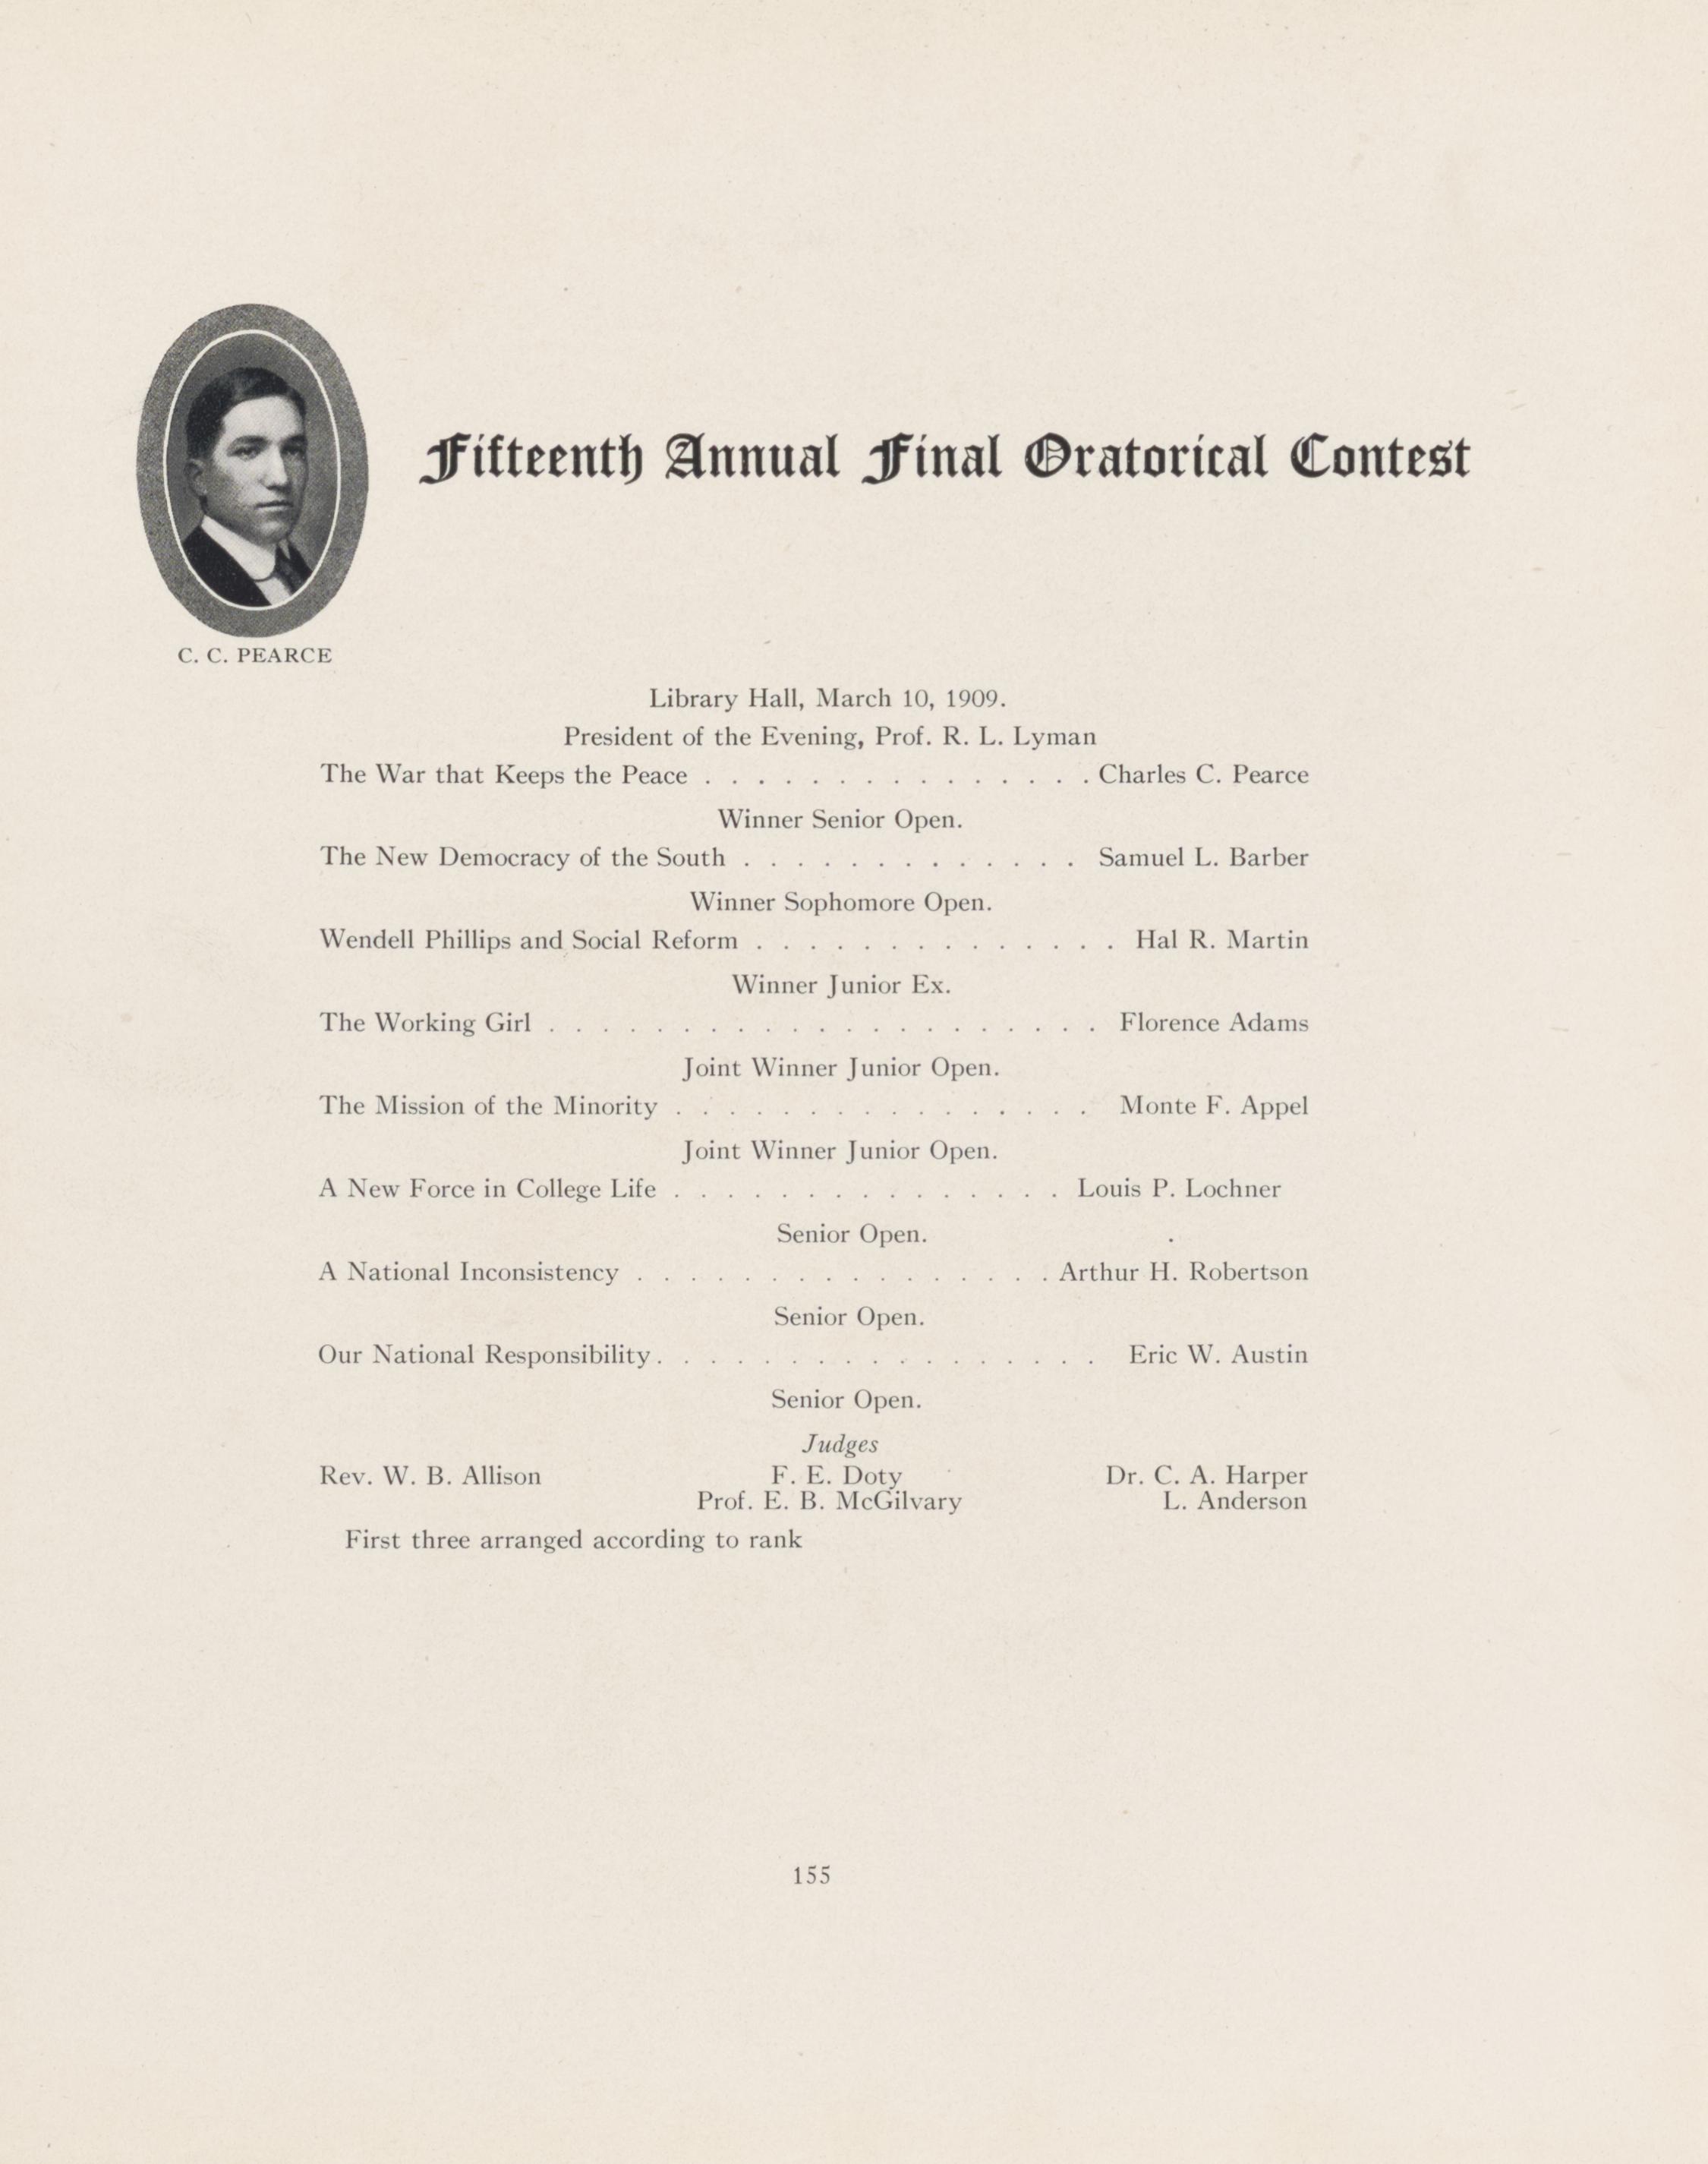 Fifteenth Annual Final Oratorical Contest
C. C. PEARCE
Library Hall, March 10, 1909.
President of the Evening, Prof. R. L. Lyman
The War that Keeps the Peace . . . . . . . . . . . . . . . Charles C. Pearce
Winner Senior Open.
The New Democracy of the South . . . . . . . . . . . . . Samuel L. Barber
Winner Sophomore Open.
Wendell Phillips and Social Reform . . . . . . . . . . . . . . Hal R. Martin
Winner Junior Ex.
The Working Girl . . . . . . . . . . . . . . . . . . . . . Florence Adams
Joint Winner Junior Open.
The Mission of the Minority . . . . . . . . . . . . . . . . Monte F. Appel
Joint Winner Junior Open.
A New Force in College Life . . . . . . . . . . . . . . . Louis P. Lochner
Senior Open.
A National Inconsistency . . . . . . . . . . . . . . . . Arthur H. Robertson
Senior Open.
Our National Responsibility . . . . . . . . . . . . . . . . . Eric W. Austin
Senior Open.
Judges
Rev. W. B. Allison F. E. Doty Dr. C. A. Harper
Prof. E. B. McGilvary L. Anderson
First three arranged according to rank
155